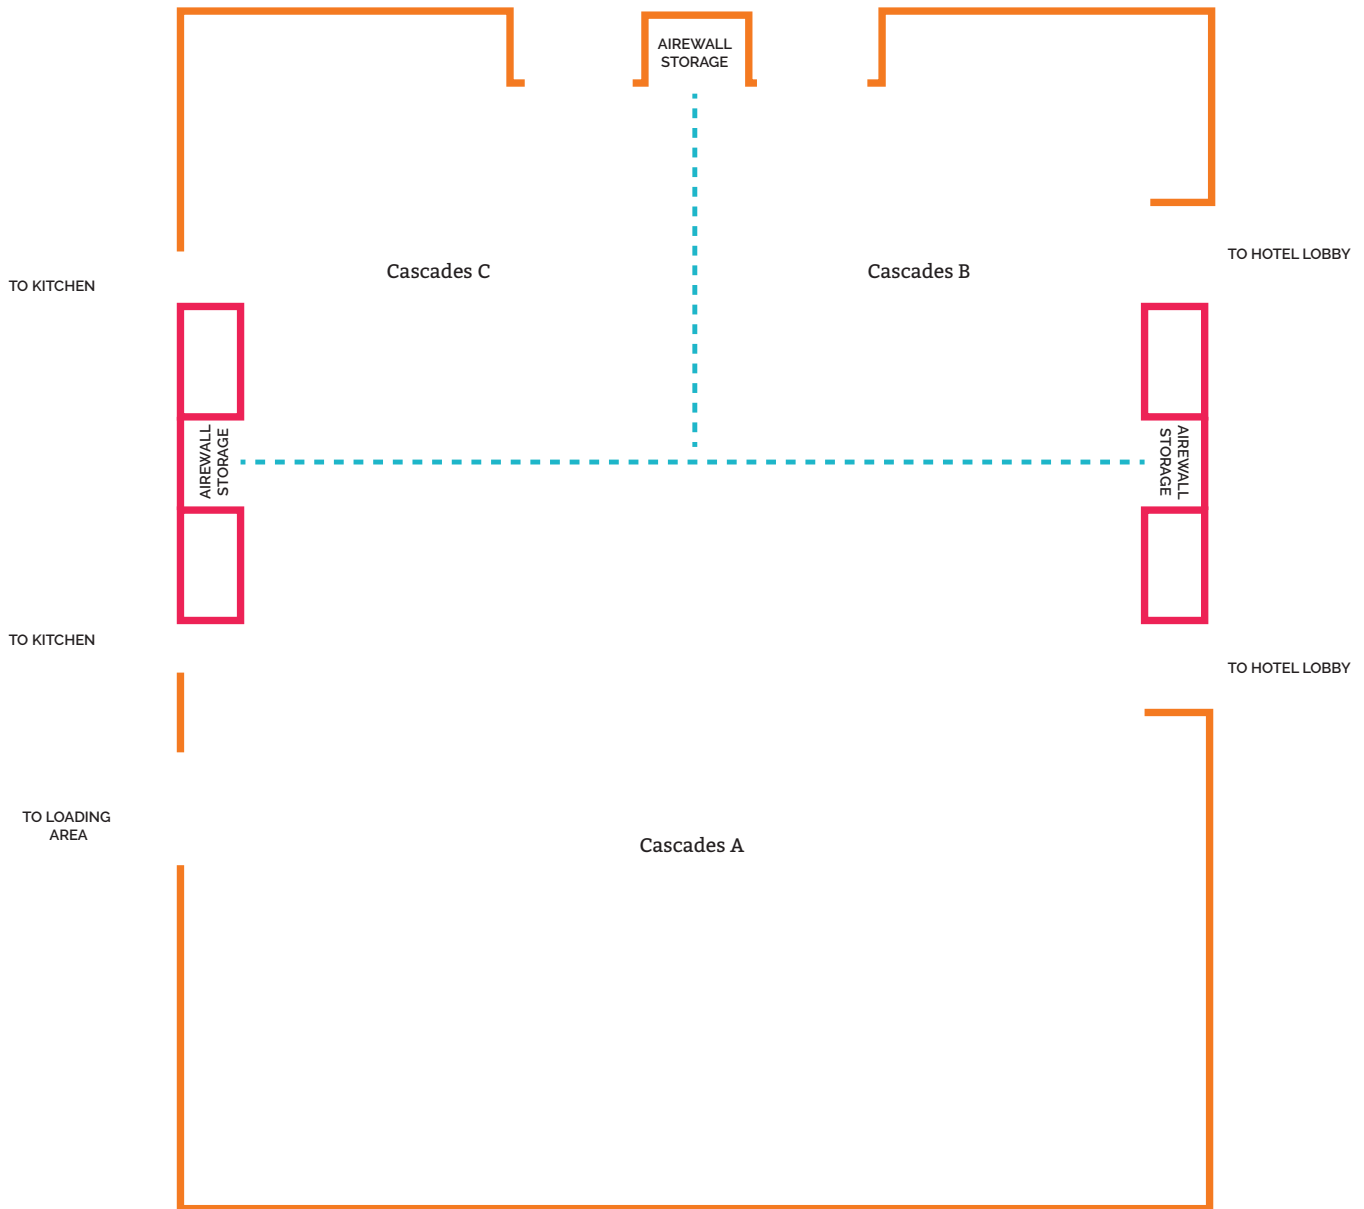 AIREWALL
STORAGE
TO HOTEL LOBBY
Cascades C
Cascades B
TO KITCHEN
AIREWALL
STORAGE
AIREWALL
STORAGE
TO KITCHEN
TO HOTEL LOBBY
TO LOADING
AREA
Cascades A